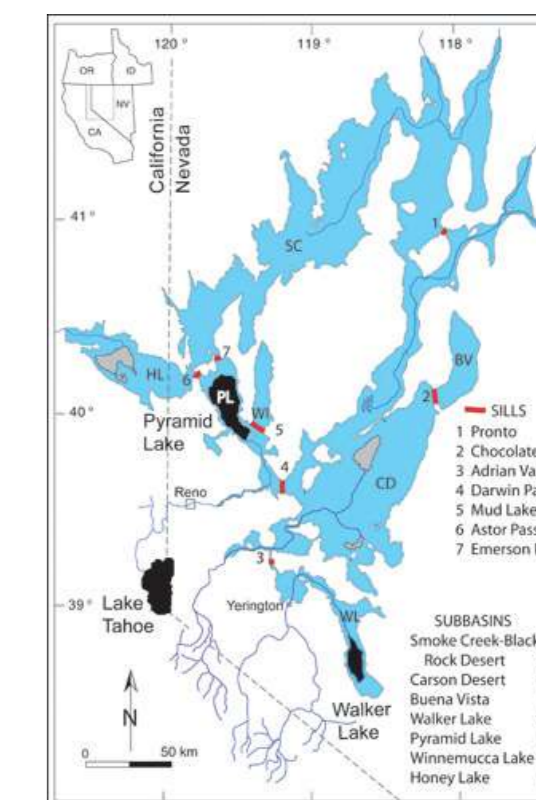 120 °
119 °
118 °
OR
ID
NV
CA
California
Nevada
41 °
1
SC
7
HL
6
PL
WI
5
BV
2
40 °
Pyramid
Lake
SILLS
1 Pronto
2 Chocolate
3 Adrian Va
4 Darwin Pa
5 Mud Lake
6 Astor Pass
7 Emerson
4
CD
Reno
3
39 °
Lake
Tahoe
Yerington
WL
SUBBASINS
Smoke Creek-Black
Rock Desert
Carson Desert
Buena Vista
Walker Lake
Pyramid Lake
Winnemucca Lake
Honey Lake
Walker
Lake
N
0
50 km